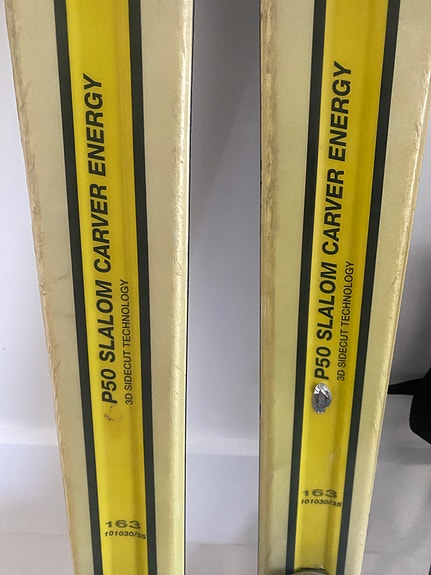 P50 SLALOM CARVER ENERGY
3D SIDECUT TECHNOLOGY
163
101030/35
P50 SLALOM CARVER ENERGY
3D SIDECUT TECHNOLOGY
163
101030/35